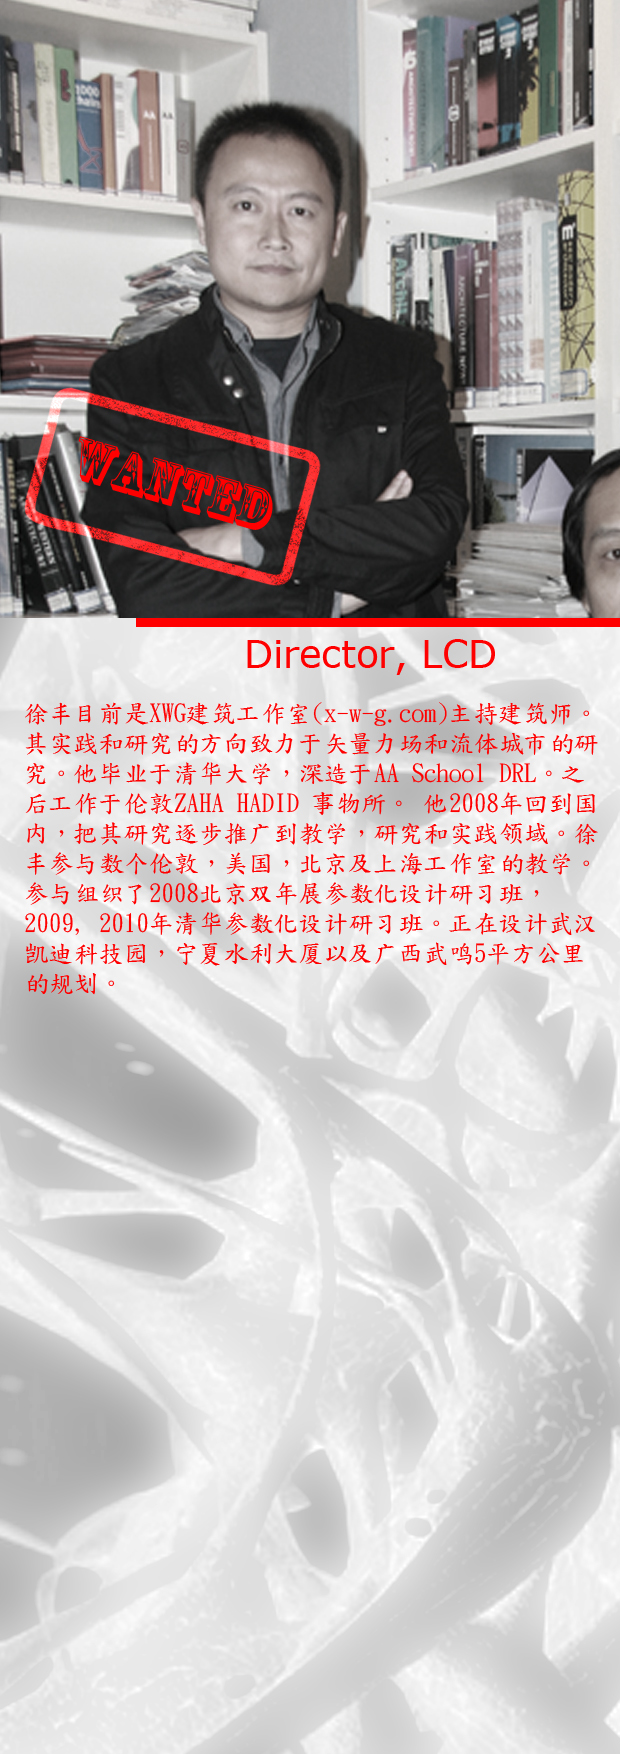 1000
AA
ARCHITECTURE NOW!
ARCHITECTURE NOW!
WANTED
Director, LCD
徐丰目前是XWG建筑工作室(x-w-g.com)主持建筑师。
其实践和研究的方向致力于矢量力场和流体城市的研
究。他毕业于清华大学，深造于AA School DRL。之
后工作于伦敦ZAHA HADID 事物所。 他2008年回到国
内，把其研究逐步推广到教学，研究和实践领域。徐
丰参与数个伦敦，美国，北京及上海工作室的教学。
参与组织了2008北京双年展参数化设计研习班，
2009, 2010年清华参数化设计研习班。正在设计武汉
凯迪科技园，宁夏水利大厦以及广西武鸣5平方公里
的规划。